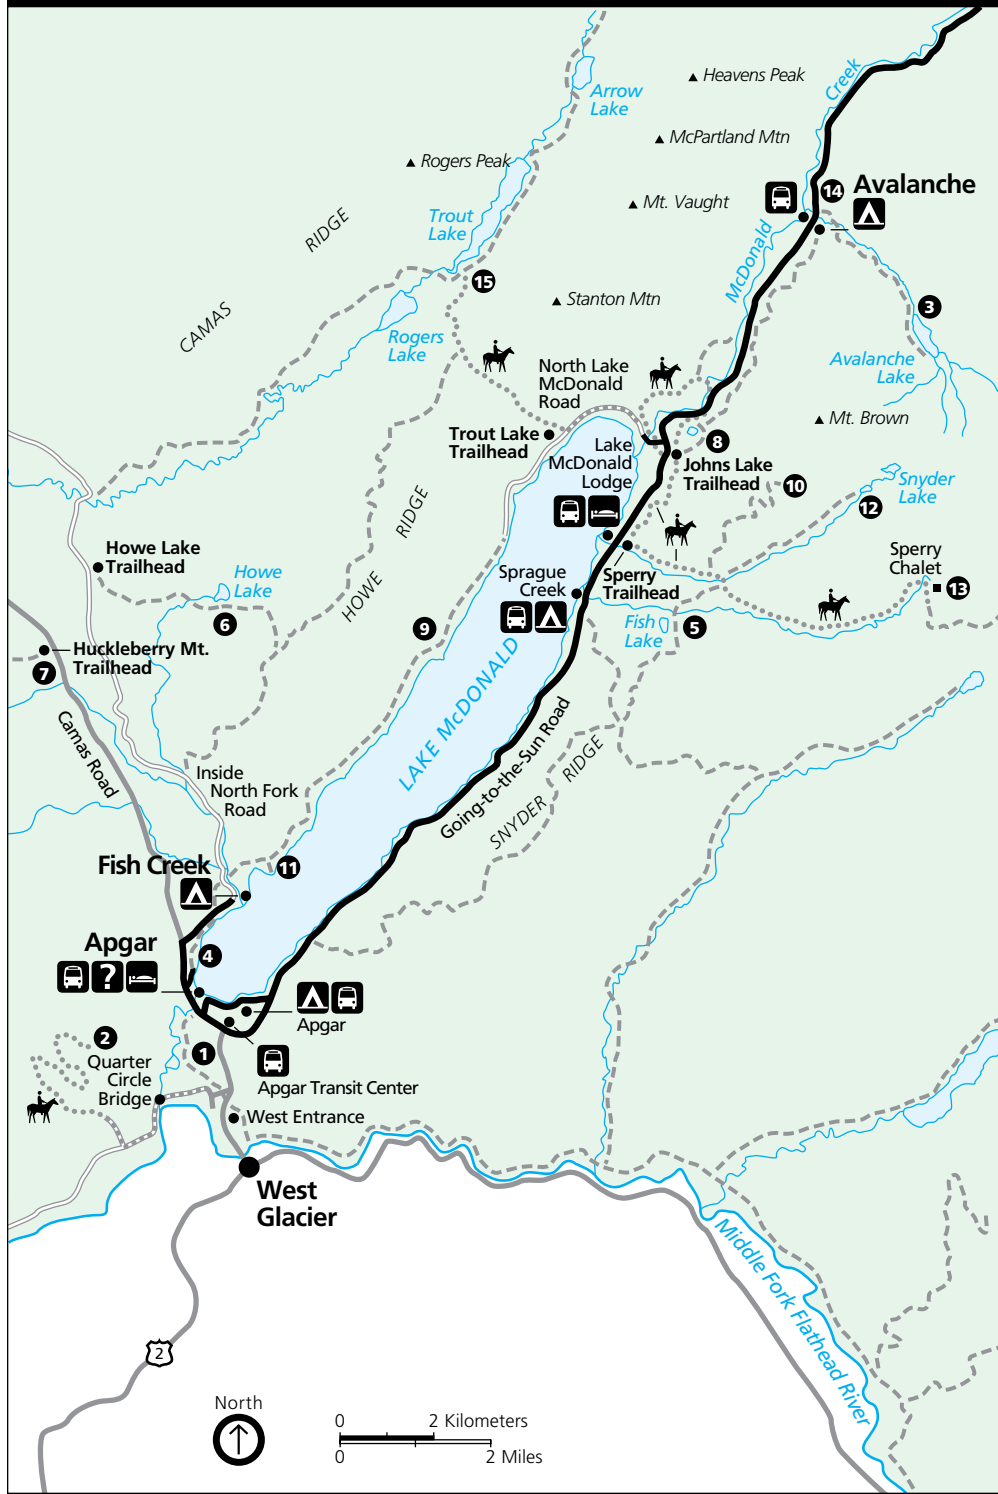 Heavens Peak
Creek
Arrow
Lake
McPartland Mtn
Rogers Peak
14
Avalanche
Mt. Vaught
Trout
Lake
RIDGE
McDonald
15
3
Stanton Mtn
CAMAS
Rogers
Lake
North Lake
McDonald
Road
Avalanche
Lake
Mt. Brown
Trout Lake
Trailhead
Lake
McDonald
Lodge
8
Johns Lake
Trailhead
10
Snyder
Lake
12
RIDGE
Howe Lake
Trailhead
Howe
Lake
HOWE
Sprague
Creek
Sperry
Trailhead
Sperry
Chalet
13
6
9
Fish
Lake
5
Huckleberry Mt.
Trailhead
7
LAKE McDONALD
Camas Road
Going-to-the-Sun Road
RIDGE
SNYDER
Inside
North Fork
Road
Fish Creek
11
Apgar
4
?
Apgar
2
Quarter
Circle
Bridge
1
Apgar Transit Center
West Entrance
West
Glacier
Middle Fork Flathead River
2
North
0
2 Kilometers
0
2 Miles